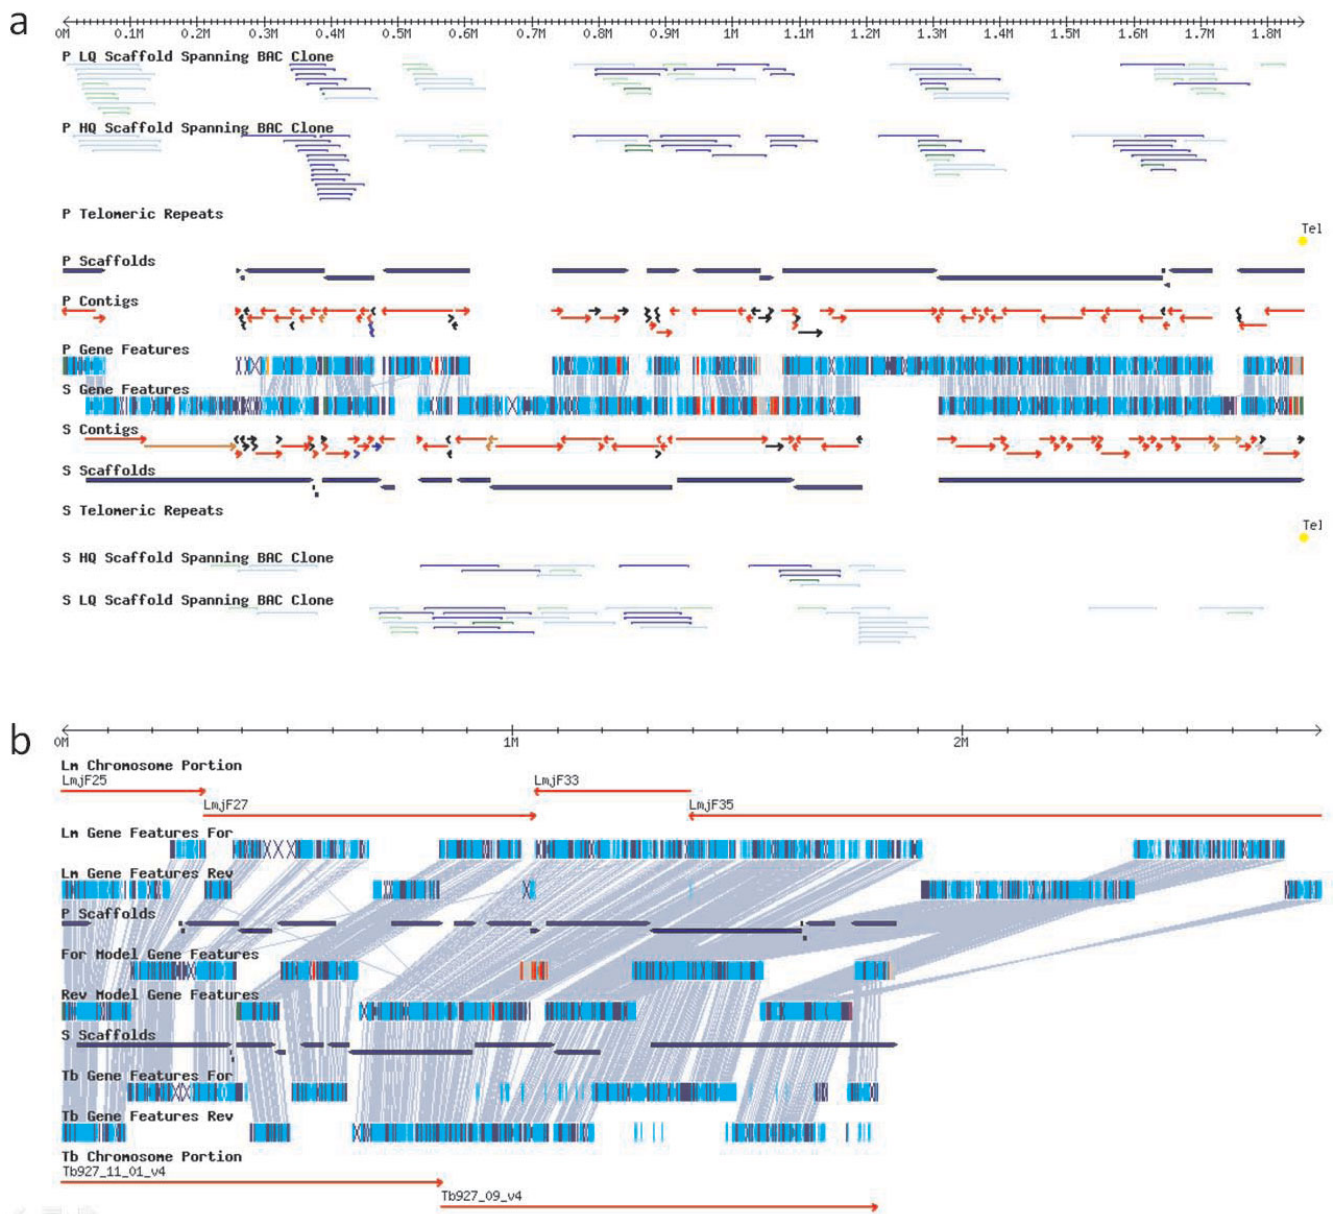 a
0M 0.1M 0.2M 0.3M 0.4M 0.5M 0.6M 0.7M 0.8M 0.9M 1M 1.1M 1.2M 1.3M 1.4M 1.5M 1.6M 1.7M 1.8M
P LQ Scaffold Spanning BAC Clone
P HQ Scaffold Spanning BAC Clone
P Telomeric Repeats
Tel
P Scaffolds
P Contigs
P Gene Features
S Gene Features
S Contigs
S Scaffolds
S Telomeric Repeats
Tel
S HQ Scaffold Spanning BAC Clone
S LQ Scaffold Spanning BAC Clone
b
0M 1M 2M
Lm Chromosome Portion
LmjF25 LmjF33
LmjF27 LmjF35
Lm Gene Features For
Lm Gene Features Rev
P Scaffolds
For Model Gene Features
Rev Model Gene Features
S Scaffolds
Tb Gene Features For
Tb Gene Features Rev
Tb Chromosome Portion
Tb927_11_01_v4
Tb927_09_v4